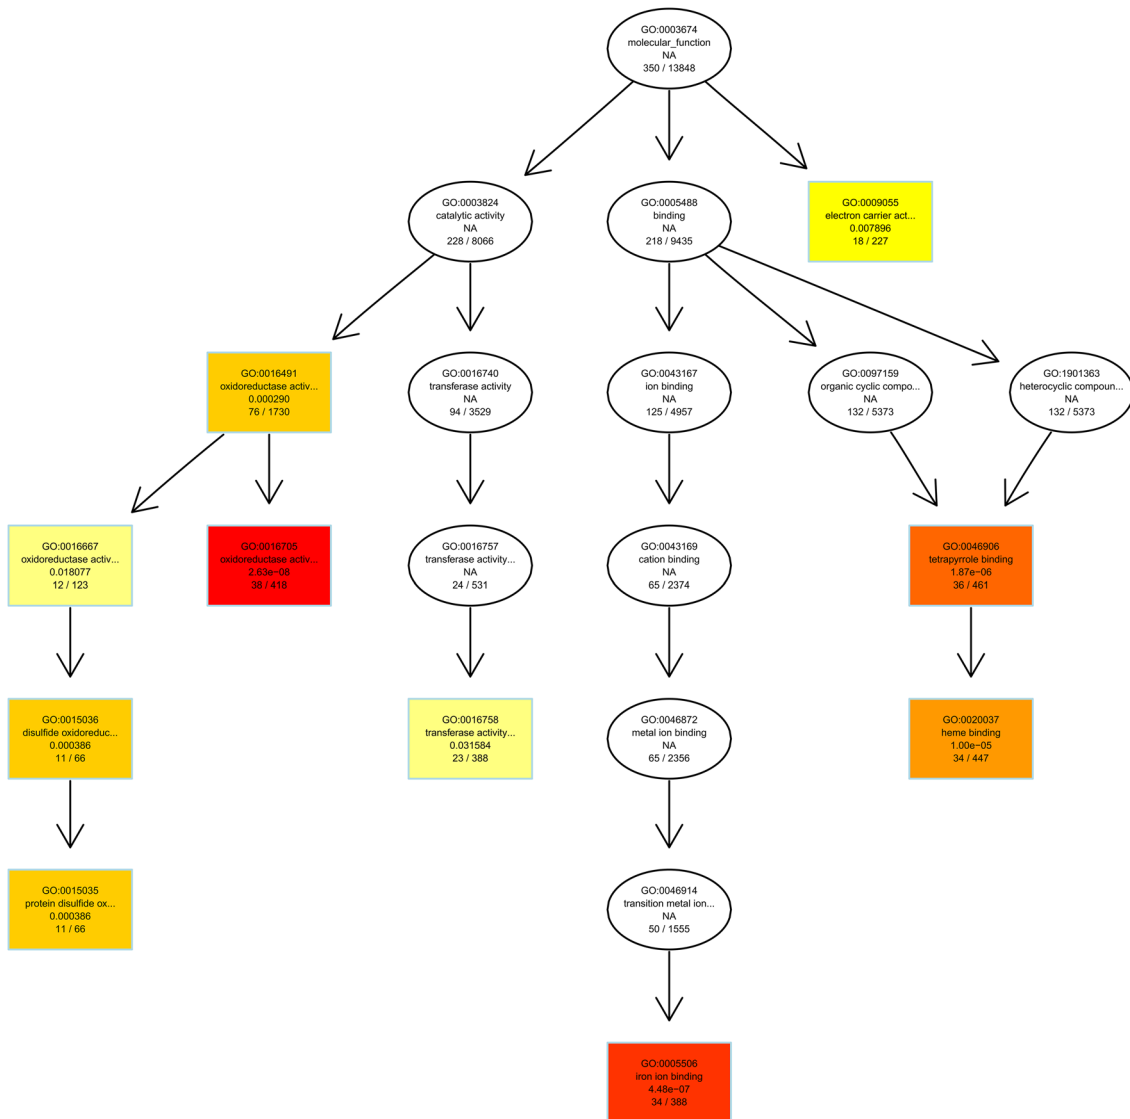 GO:0003674
molecular_function
NA
350 / 13848
GO:0003824
catalytic activity
NA
228 / 8066
GO:0005488
binding
NA
218 / 9435
GO:0009055
electron carrier act...
0.007896
18 / 227
GO:0016491
oxidoreductase activ...
0.000290
76 / 1730
GO:0016740
transferase activity
NA
94 / 3529
GO:0043167
ion binding
NA
125 / 4957
GO:0097159
organic cyclic compo...
NA
132 / 5373
GO:1901363
heterocyclic compoun...
NA
132 / 5373
GO:0016667
oxidoreductase activ...
0.018077
12 / 123
GO:0016705
oxidoreductase activ...
2.63e−08
38 / 418
GO:0016757
transferase activity...
NA
24 / 531
GO:0043169
cation binding
NA
65 / 2374
GO:0046906
tetrapyrrole binding
1.87e−06
36 / 461
GO:0015036
disulfide oxidoreduc...
0.000386
11 / 66
GO:0016758
transferase activity...
0.031584
23 / 388
GO:0046872
metal ion binding
NA
65 / 2356
GO:0020037
heme binding
1.00e−05
34 / 447
GO:0015035
protein disulfide ox...
0.000386
11 / 66
GO:0046914
transition metal ion...
NA
50 / 1555
GO:0005506
iron ion binding
4.48e−07
34 / 388